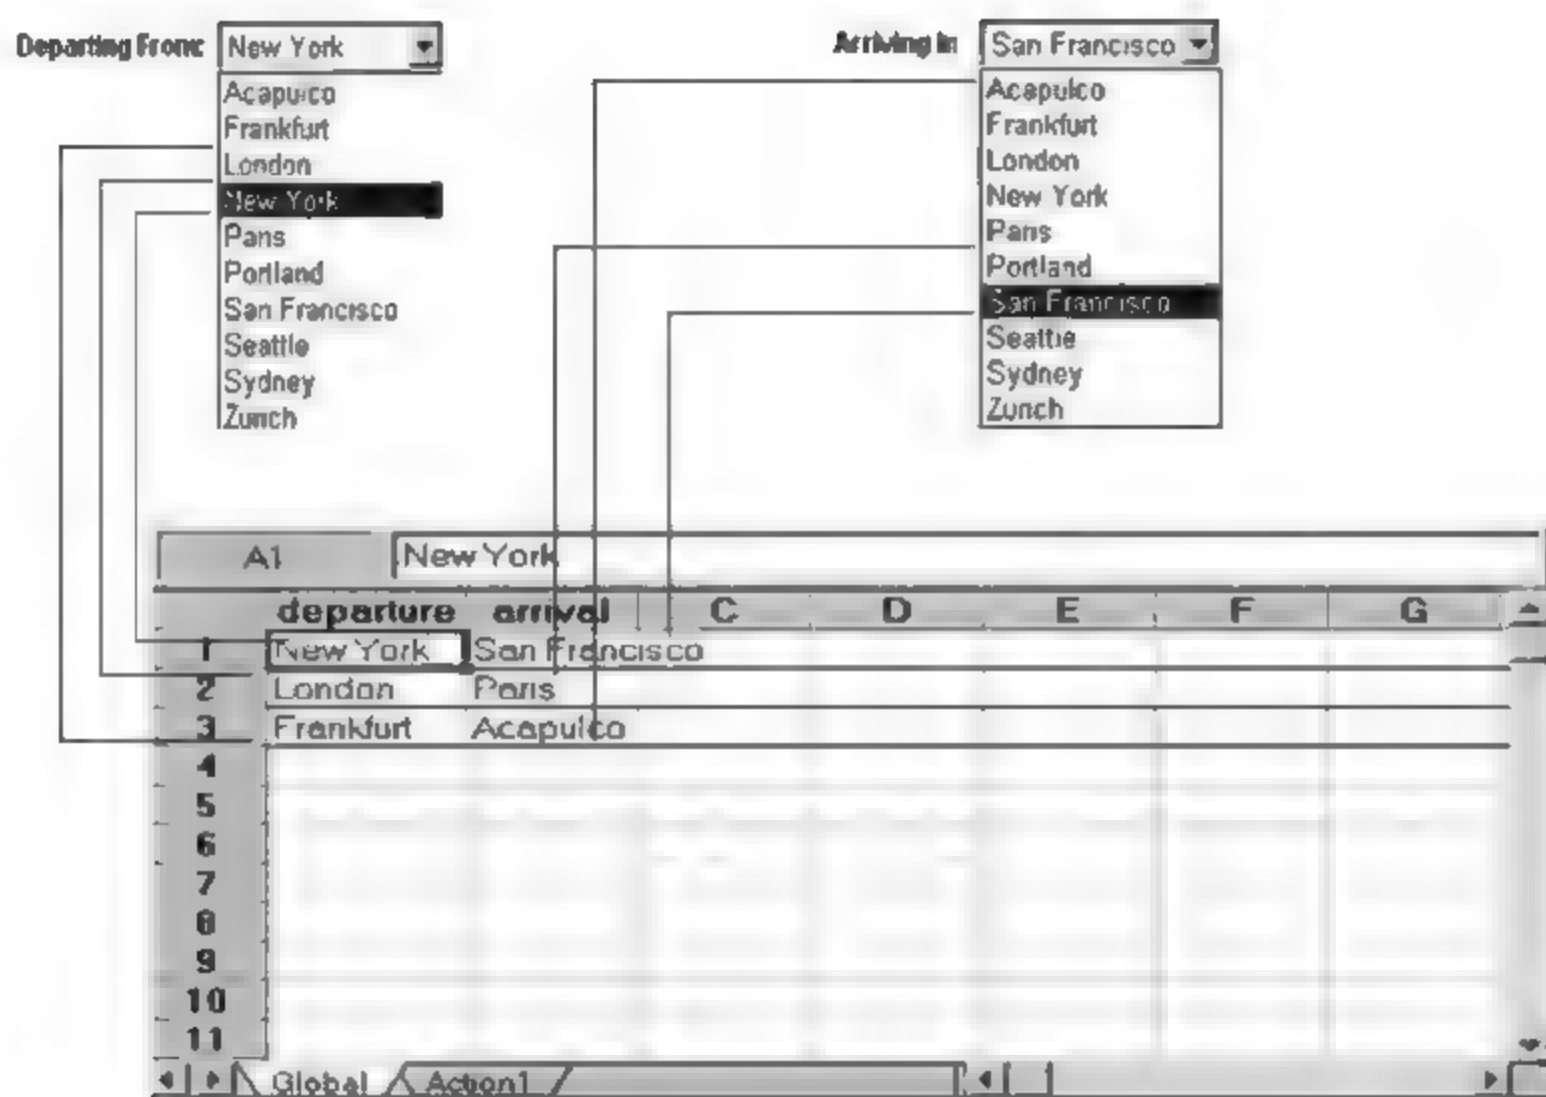 Departing From: New York
Acapulco
Frankfurt
London
New York
Paris
Portland
San Francisco
Seattle
Sydney
Zurich
Arriving In San Francisco
Acapulco
Frankfurt
London
New York
Paris
Portland
San Francisco
Seattle
Sydney
Zurich
A1 New York
departure arrival C D E F G
1 New York San Francisco
2 London Paris
3 Frankfurt Acapulco
4
5
6
7
8
9
10
11
Global Action1